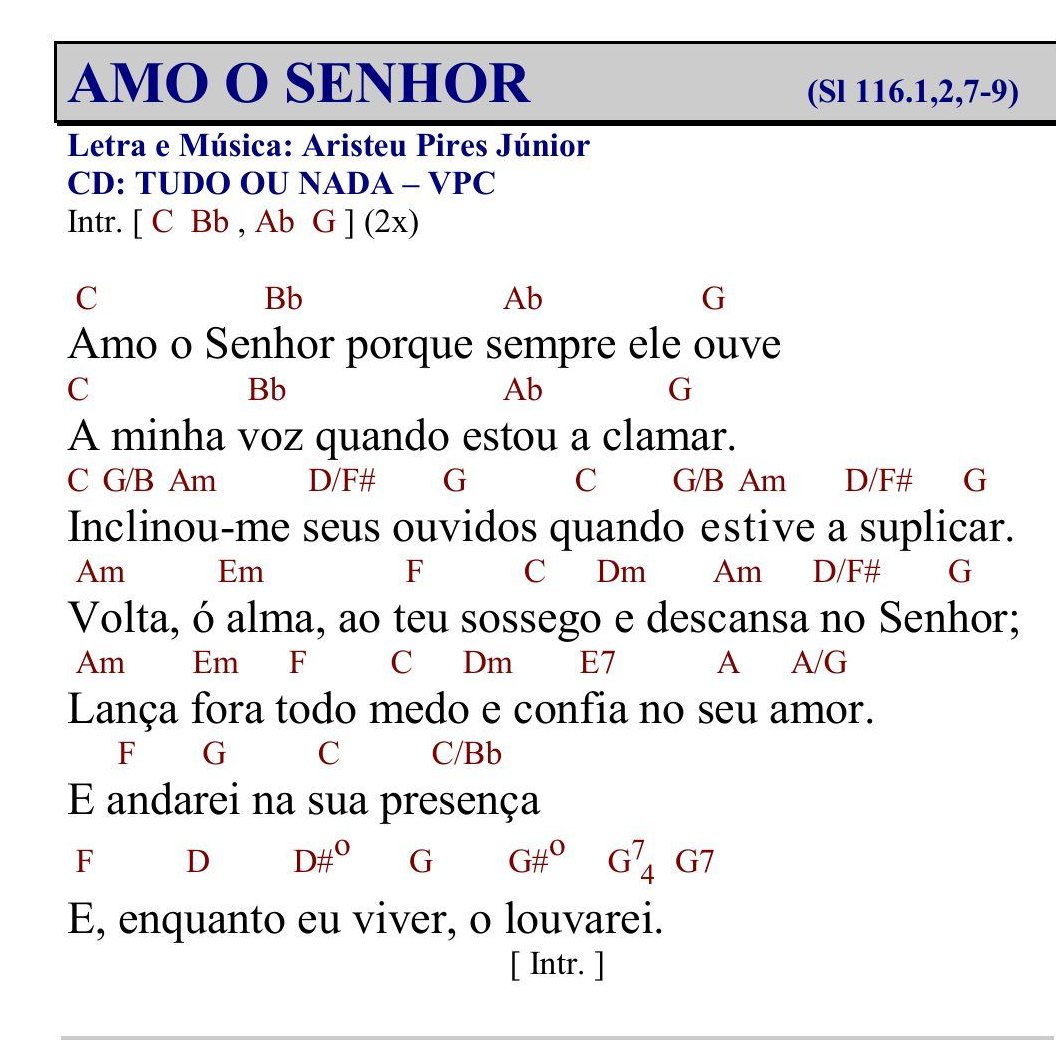 AMO O SENHOR (Sl 116.1,2,7-9)
Letra e Música: Aristeu Pires Júnior
CD: TUDO OU NADA – VPC
Intr. [ C Bb , Ab G ] (2x)
C Bb Ab G
Amo o Senhor porque sempre ele ouve
C Bb Ab G
A minha voz quando estou a clamar.
C G/B Am D/F# G C G/B Am D/F# G
Inclinou-me seus ouvidos quando estive a suplicar.
Am Em F C Dm Am D/F# G
Volta, ó alma, ao teu sossego e descansa no Senhor;
Am Em F C Dm E7 A A/G
Lança fora todo medo e confia no seu amor.
F G C C/Bb
E andarei na sua presença
F D D#º G G#º G⁷₄ G7
E, enquanto eu viver, o louvarei.
[ Intr. ]